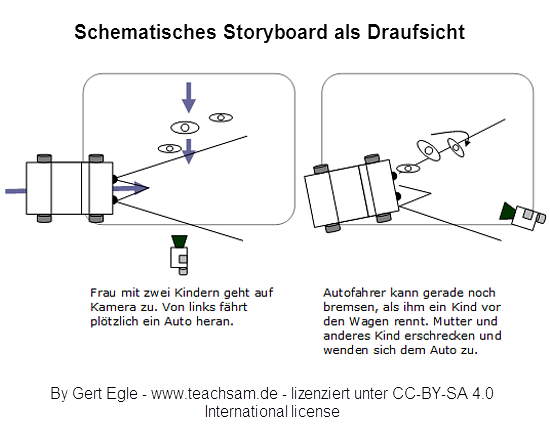 Schematisches Storyboard als Draufsicht
Frau mit zwei Kindern geht auf
Kamera zu. Von links fährt
plötzlich ein Auto heran.
Autofahrer kann gerade noch
bremsen, als ihm ein Kind vor
den Wagen rennt. Mutter und
anderes Kind erschrecken und
wenden sich dem Auto zu.
By Gert Egle - www.teachsam.de - lizenziert unter CC-BY-SA 4.0
International license